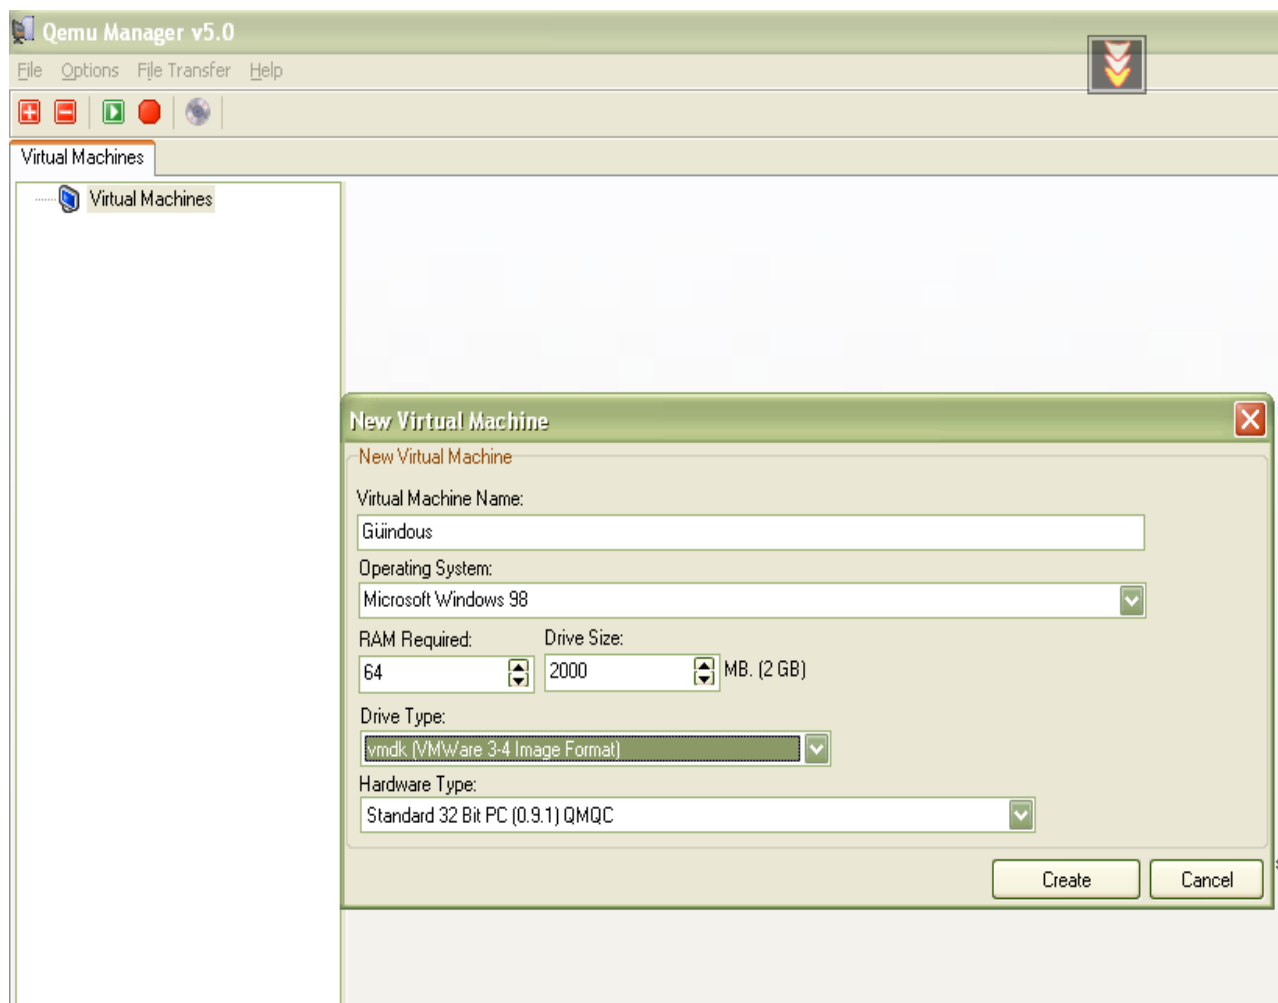 Qemu Manager v5.0
File Options File Transfer Help
Virtual Machines
Virtual Machines
New Virtual Machine
New Virtual Machine
Virtual Machine Name:
Güindous
Operating System:
Microsoft Windows 98
RAM Required: Drive Size:
64 2000 MB. (2 GB)
Drive Type:
vmdk (VMWare 3-4 Image Format)
Hardware Type:
Standard 32 Bit PC (0.9.1) QMQC
Create Cancel